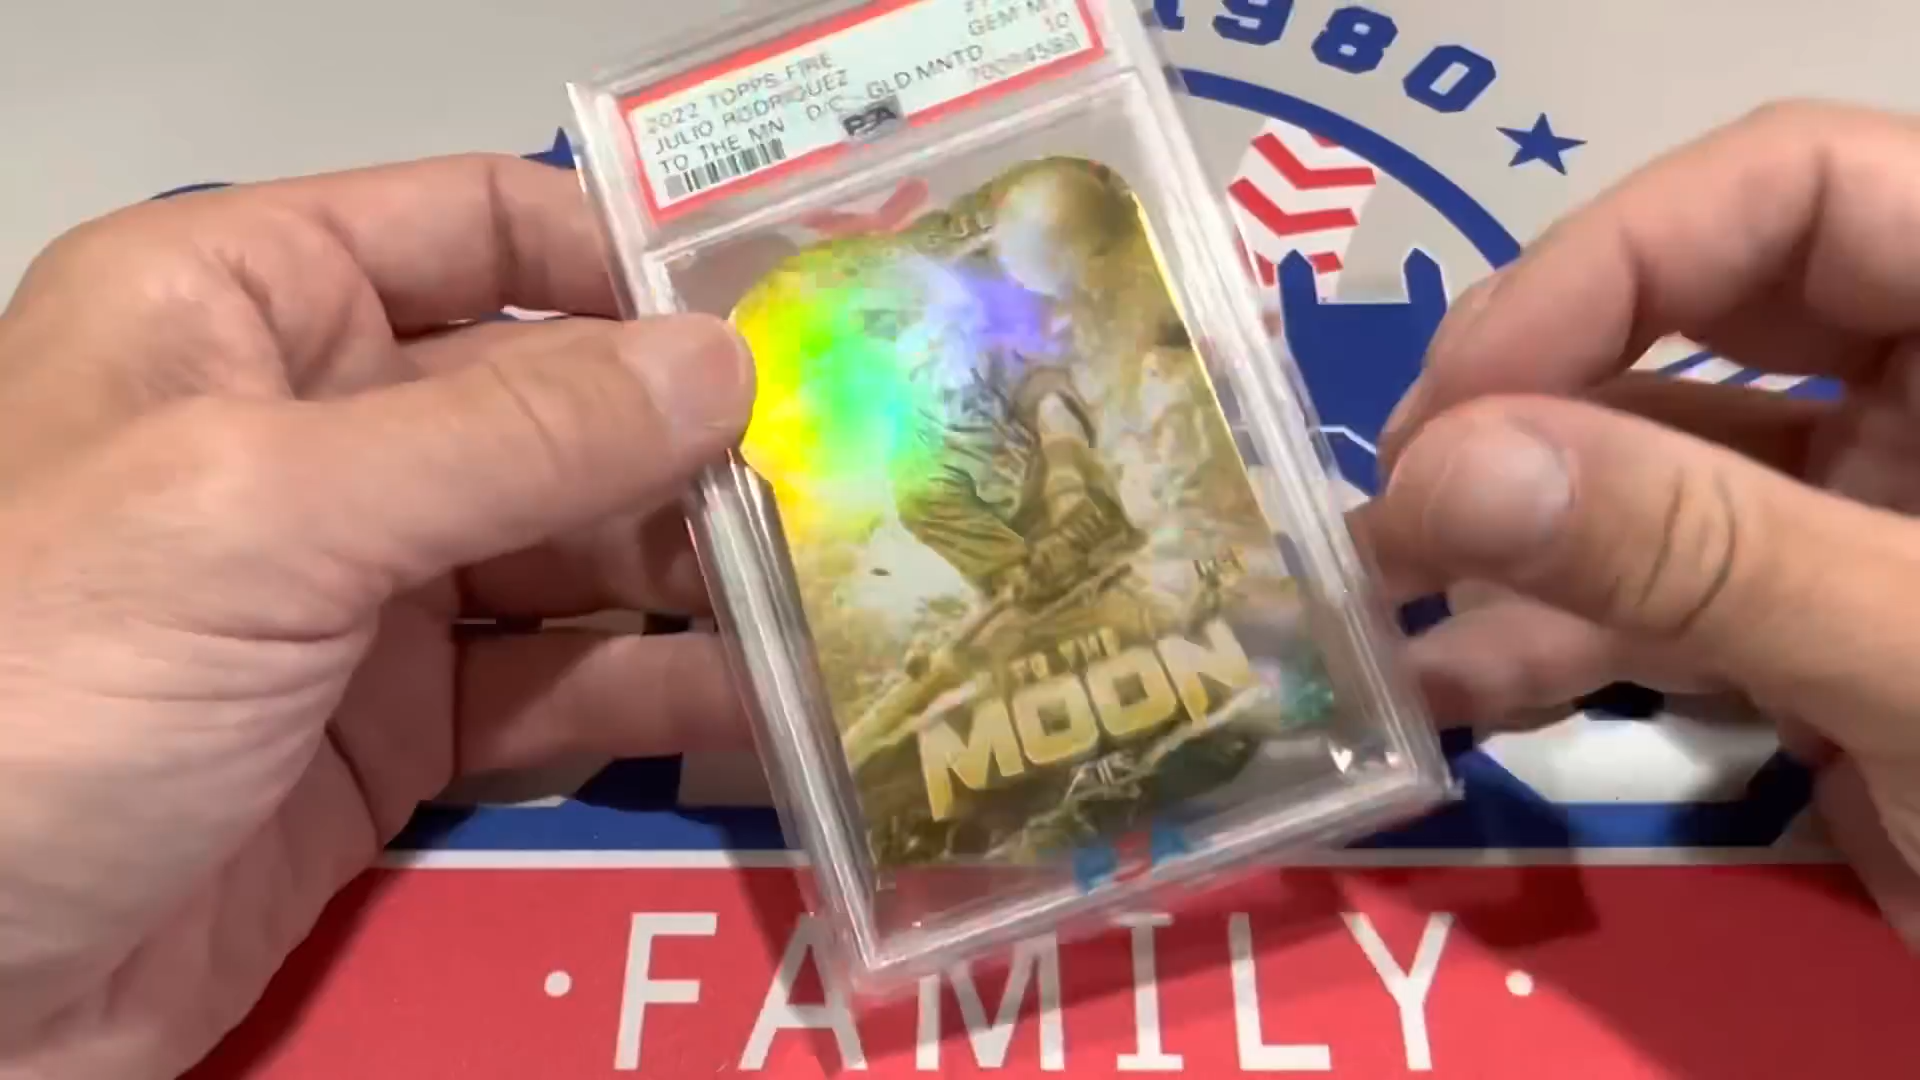 1980
2022 TOPPS FIRE
JULIO RODRIGUEZ
TO THE MN D/C GLD MNTD
GEM MT
10
PSA
TO THE
MOON
PSA
·FAMILY·